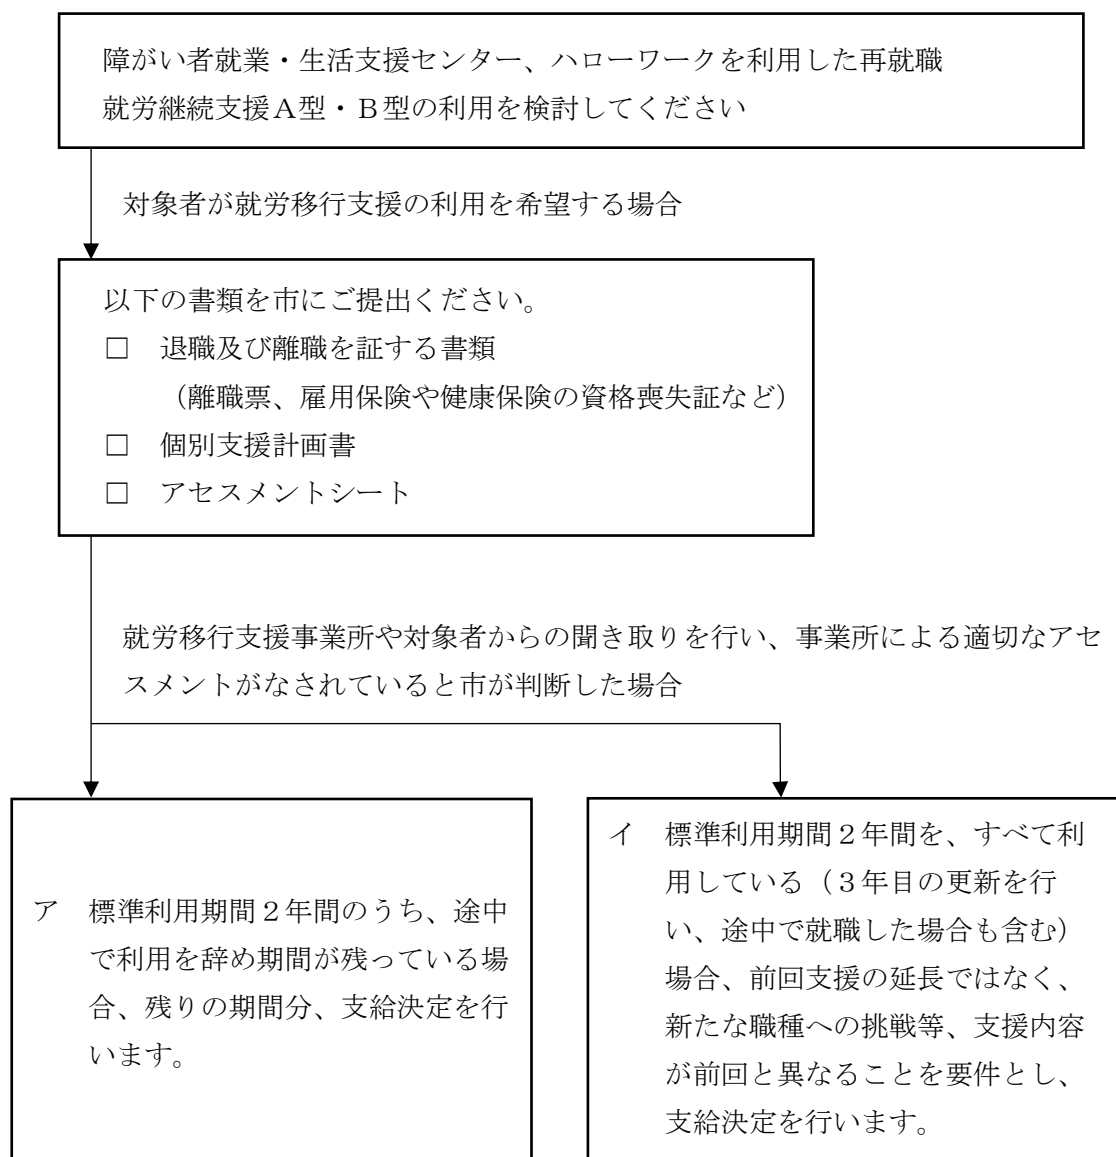 障がい者就業・生活支援センター、ハローワークを利用した再就職
就労継続支援A型・B型の利用を検討してください
対象者が就労移行支援の利用を希望する場合
以下の書類を市にご提出ください。
□ 退職及び離職を証する書類
（離職票、雇用保険や健康保険の資格喪失証など）
□ 個別支援計画書
□ アセスメントシート
就労移行支援事業所や対象者からの聞き取りを行い、事業所による適切なアセ
スメントがなされていると市が判断した場合
ア 標準利用期間２年間のうち、途中
で利用を辞め期間が残っている場
合、残りの期間分、支給決定を行
います。
イ 標準利用期間２年間を、すべて利
用している（３年目の更新を行
い、途中で就職した場合も含む）
場合、前回支援の延長ではなく、
新たな職種への挑戦等、支援内容
が前回と異なることを要件とし、
支給決定を行います。